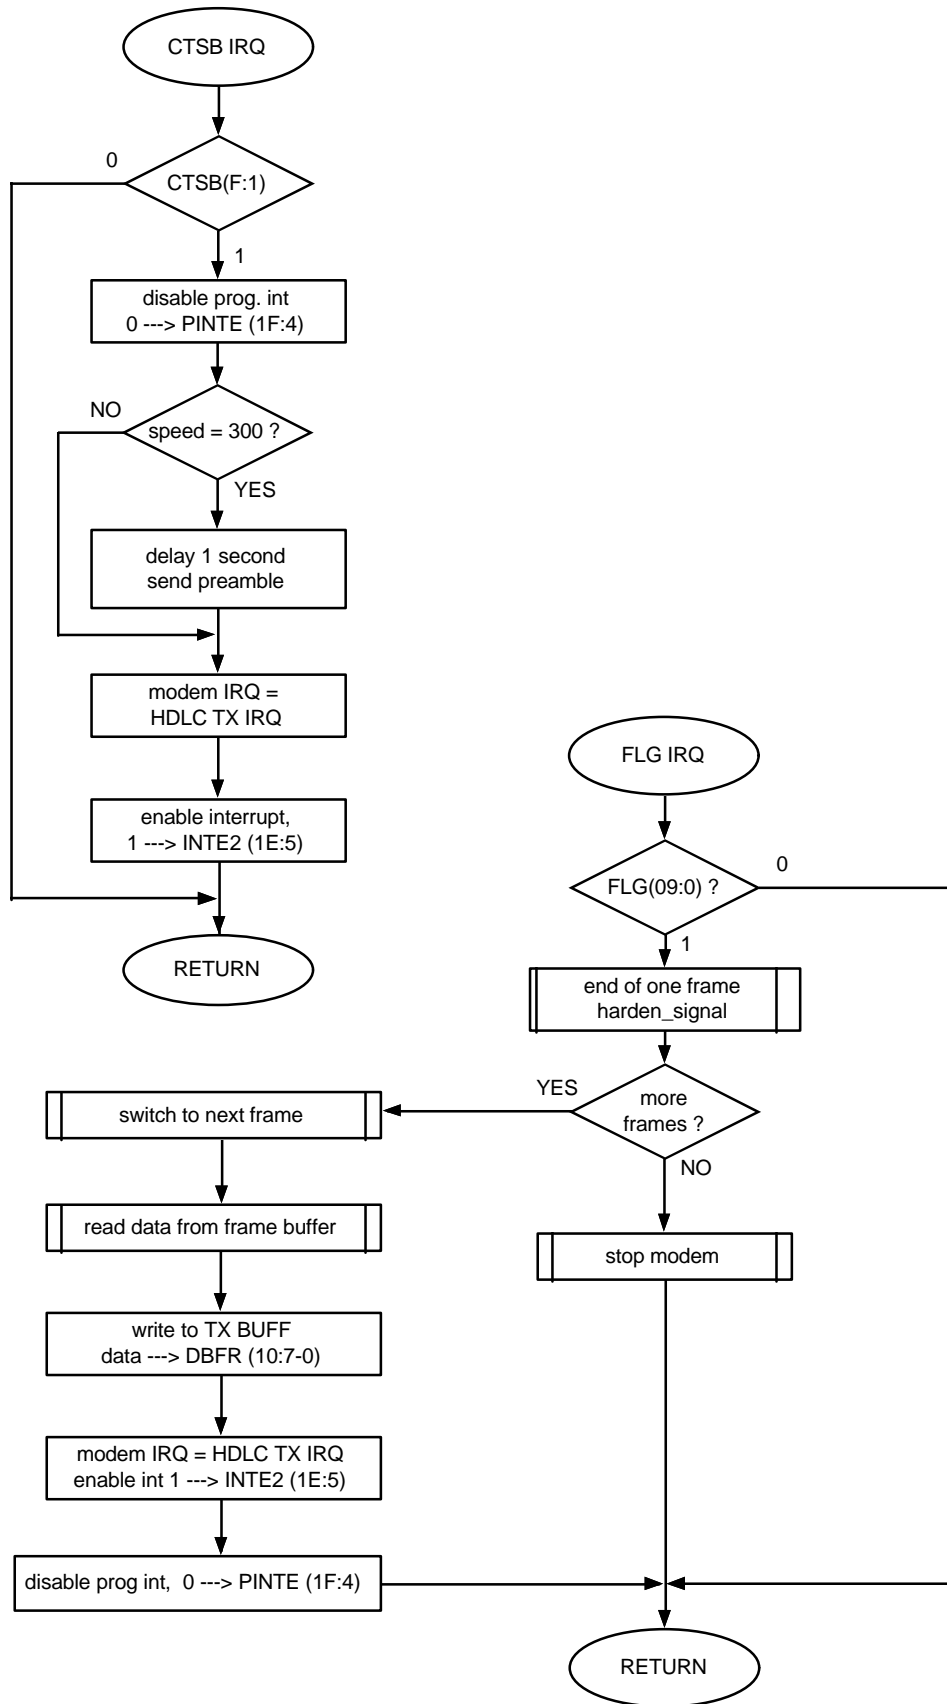 CTSB IRQ
0
CTSB(F:1)
1
disable prog. int
0 ---> PINTE (1F:4)
NO
speed = 300 ?
YES
delay 1 second
send preamble
modem IRQ =
HDLC TX IRQ
enable interrupt,
1 ---> INTE2 (1E:5)
RETURN
FLG IRQ
0
FLG(09:0) ?
1
end of one frame
harden_signal
YES
more
frames ?
NO
switch to next frame
read data from frame buffer
stop modem
write to TX BUFF
data ---> DBFR (10:7-0)
modem IRQ = HDLC TX IRQ
enable int 1 ---> INTE2 (1E:5)
disable prog int,  0 ---> PINTE (1F:4)
RETURN